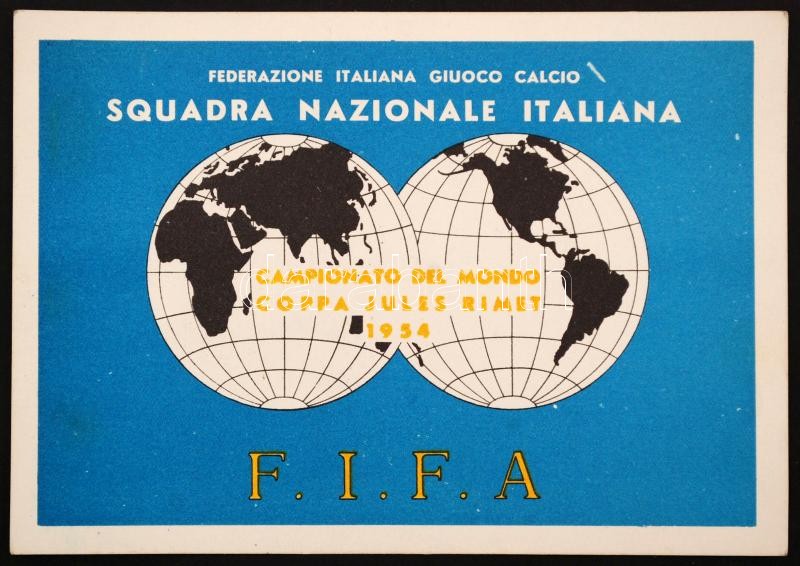 FEDERAZIONE ITALIANA GIUOCO CALCIO
SQUADRA NAZIONALE ITALIANA
CAMPIONATO DEL MONDO
COPPA JULES RIMET
1954
F. I. F. A